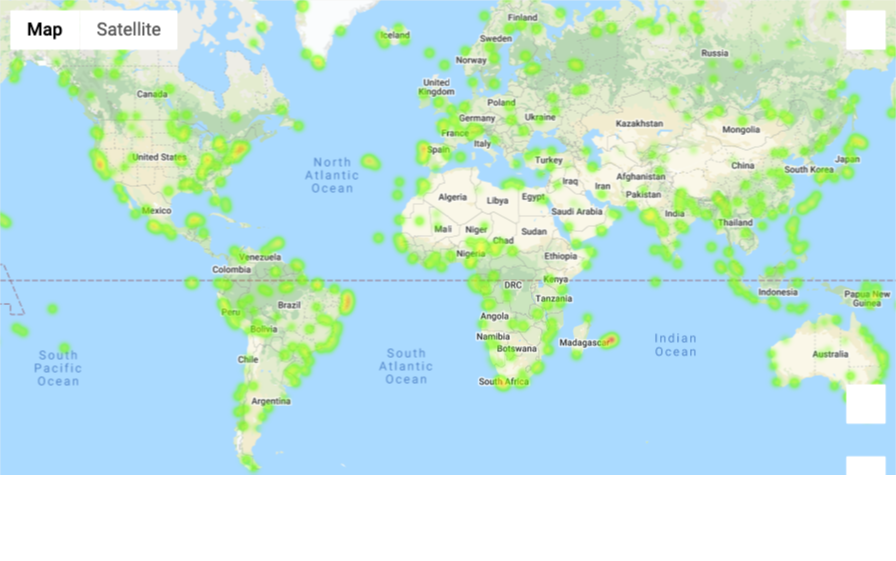 Map Satellite
Finland
Iceland
Sweden
Russia
Norway
Canada
United
Kingdom
Poland
Germany
Ukraine
Kazakhstan
Mongolia
France
Italy
Spain
United States
North
Atlantic
Ocean
Turkey
China
Japan
South Korea
Afghanistan
Iraq
Iran
Pakistan
Algeria
Libya
Egypt
Mexico
Saudi Arabia
India
Thailand
Mali
Niger
Sudan
Chad
Nigeria
Ethiopia
Venezuela
Colombia
Kenya
DRC
Indonesia
Papua New
Guinea
Tanzania
Brazil
Peru
Angola
Bolivia
Namibia
Madagascar
Botswana
Indian
Ocean
South
Pacific
Ocean
Chile
South
Atlantic
Ocean
Australia
South Africa
Argentina